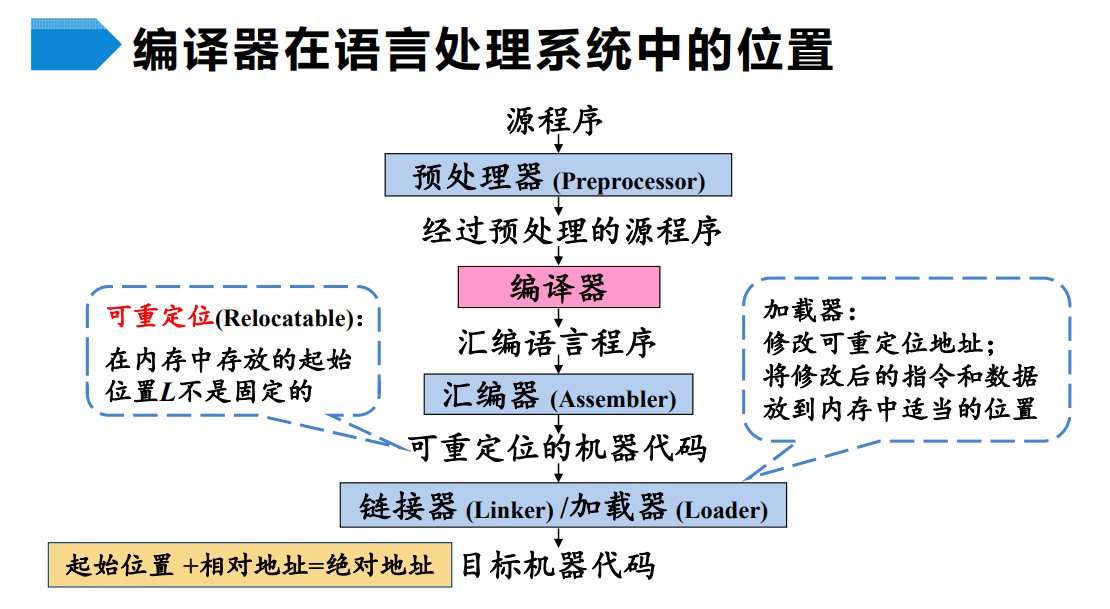 编译器在语言处理系统中的位置
源程序
预处理器 (Preprocessor)
经过预处理的源程序
编译器
汇编语言程序
汇编器 (Assembler)
可重定位的机器代码
链接器 (Linker) /加载器 (Loader)
目标机器代码
可重定位(Relocatable)：
在内存中存放的起始
位置L不是固定的
加载器：
修改可重定位地址；
将修改后的指令和数据
放到内存中适当的位置
起始位置 +相对地址=绝对地址